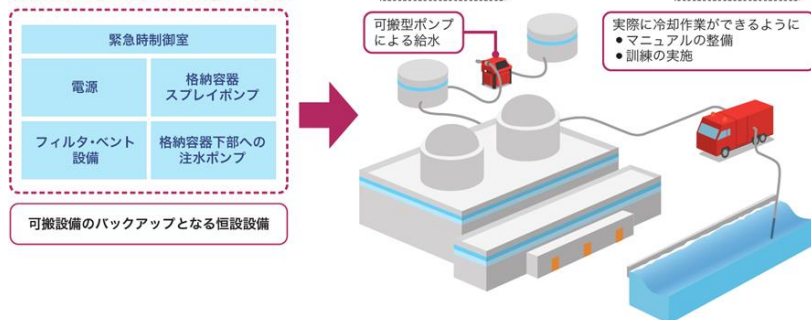 緊急時制御室
電源
格納容器
スプレイポンプ
フィルタ・ベント
設備
格納容器下部への
注水ポンプ
可搬設備のバックアップとなる恒設設備
可搬型ポンプ
による給水
実際に冷却作業ができるように
● マニュアルの整備
● 訓練の実施